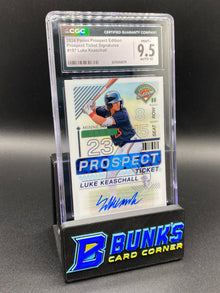 CGC
CERTIFIED GUARANTY COMPANY
2024 Panini Prospect Edition
Prospect Ticket Signatures
#197 Luke Keaschall
9.5
23
PROSPECT
TICKET
LUKE KEASCHALL
BUNKS
CARD CORNER